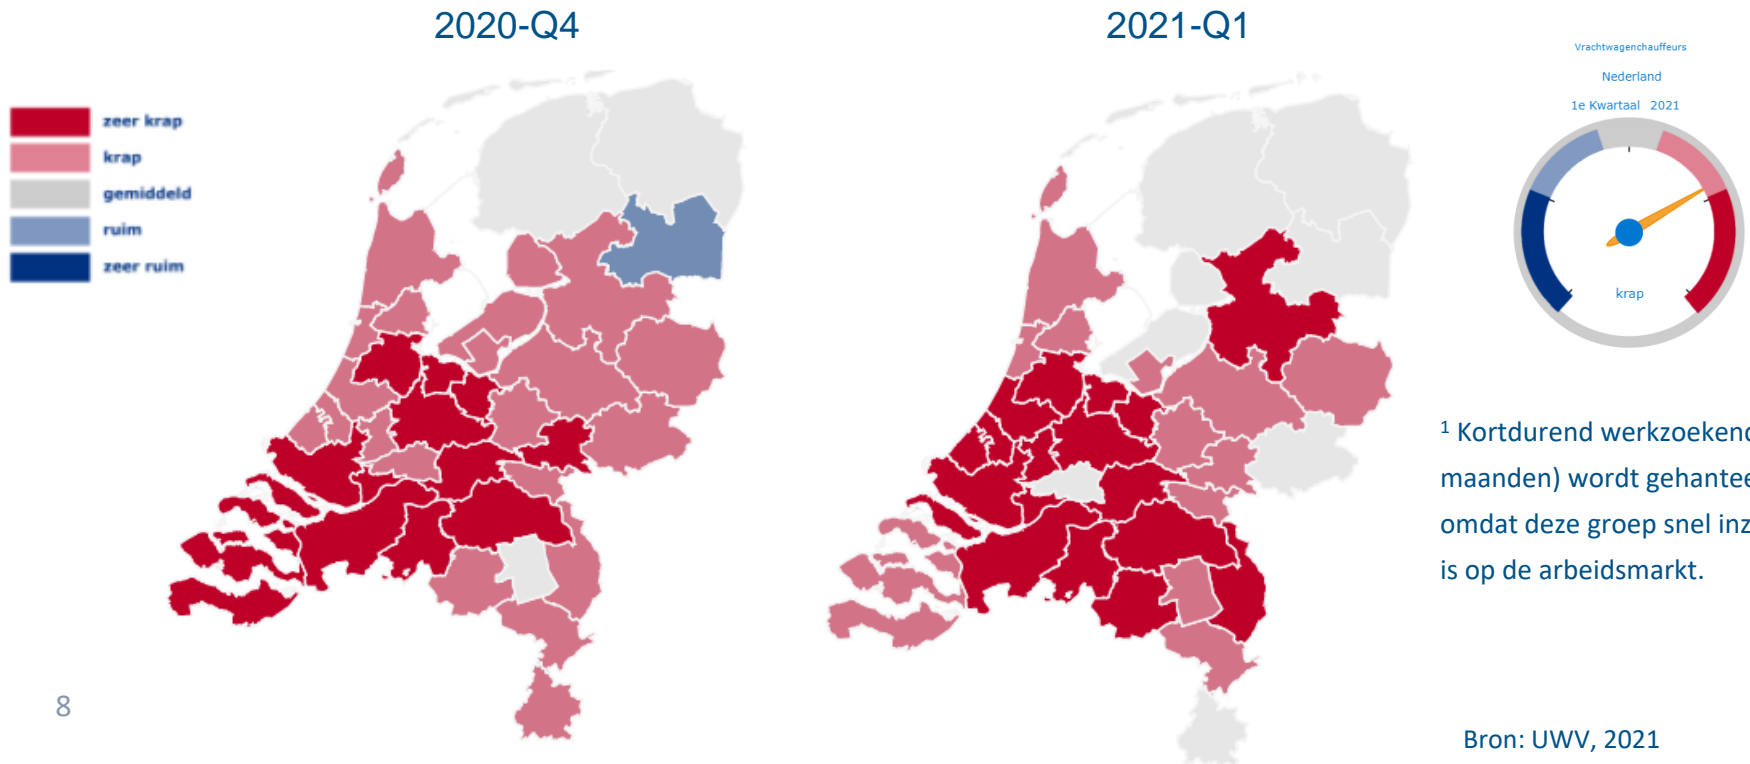 2020-Q4
2021-Q1
zeer krap
krap
gemiddeld
ruim
zeer ruim
Vrachtwagenchauffeurs
Nederland
1e Kwartaal 2021
krap
¹ Kortdurend werkzoekend
maanden) wordt gehantee
omdat deze groep snel inz
is op de arbeidsmarkt.
8
Bron: UWV, 2021